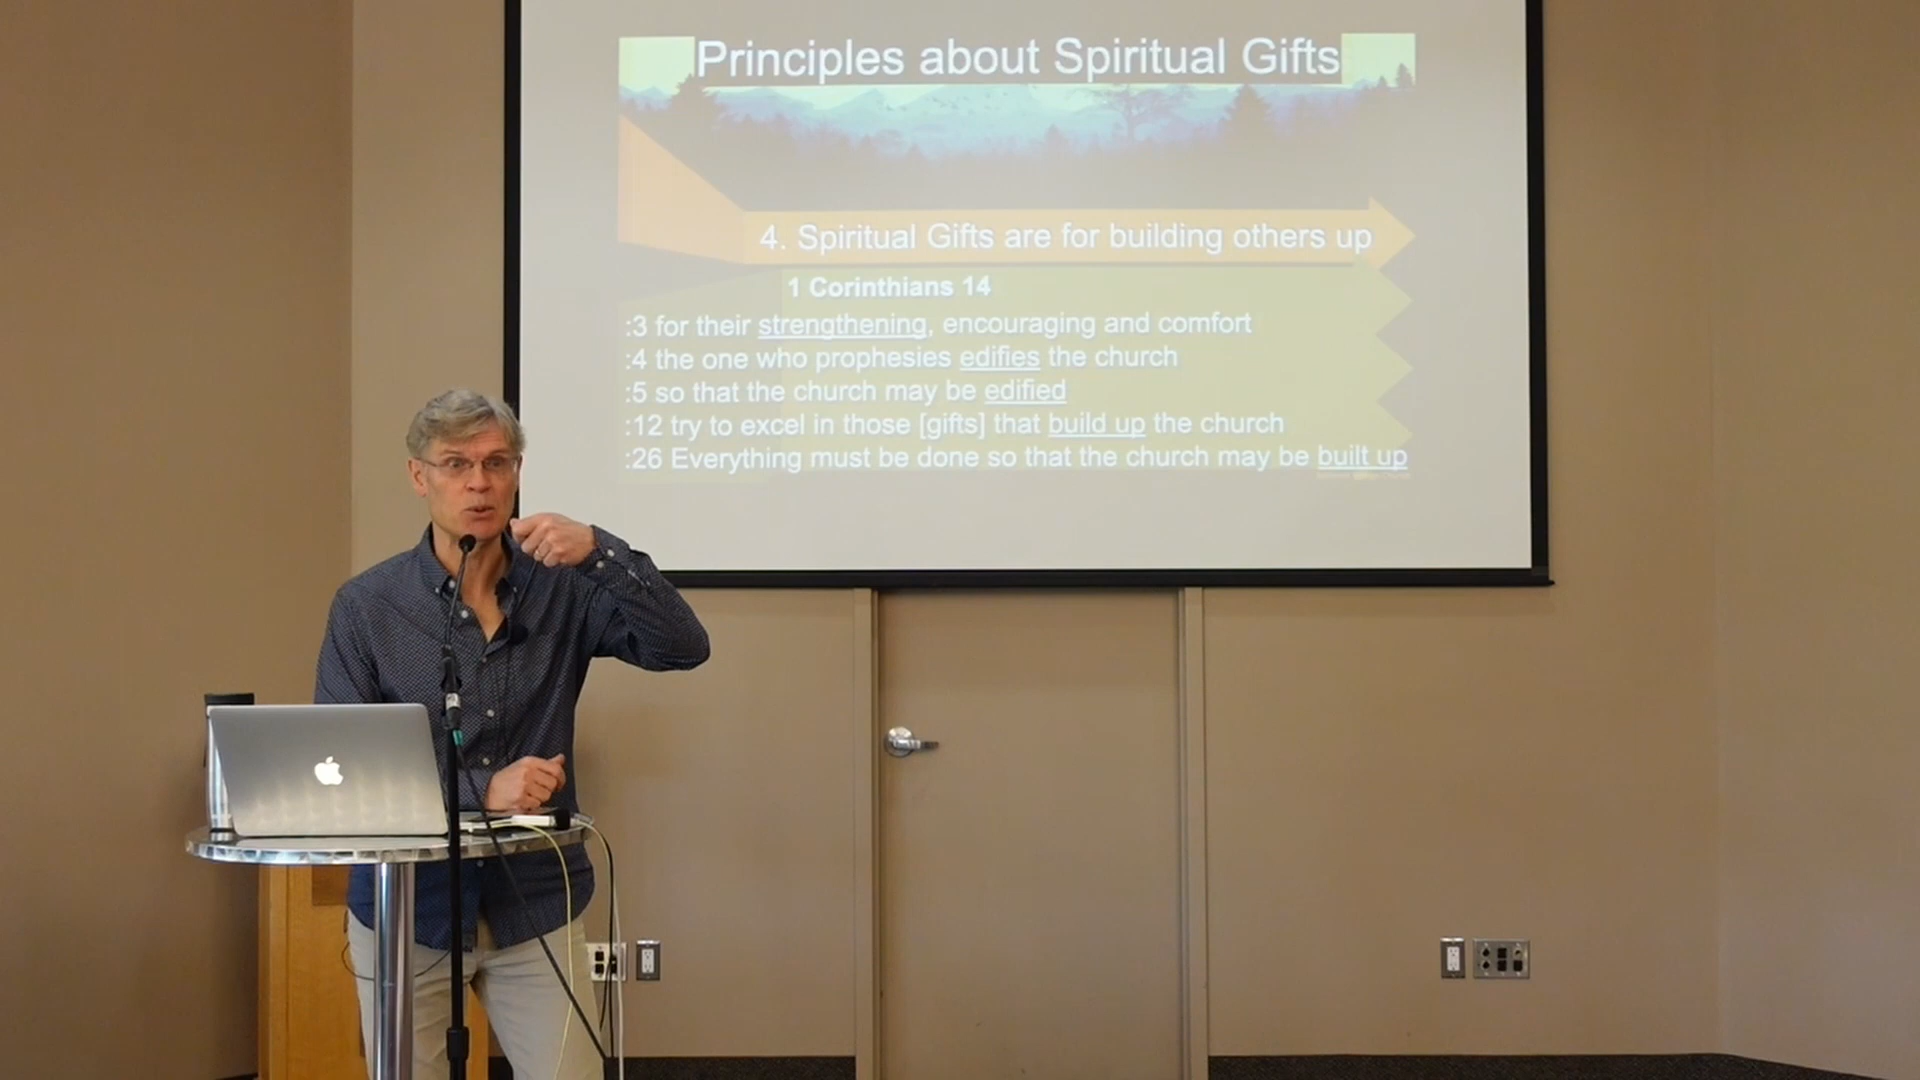 Principles about Spiritual Gifts
4. Spiritual Gifts are for building others up
1 Corinthians 14
:3 for their strengthening, encouraging and comfort
:4 the one who prophesies edifies the church
:5 so that the church may be edified
:12 try to excel in those [gifts] that build up the church
:26 Everything must be done so that the church may be built up